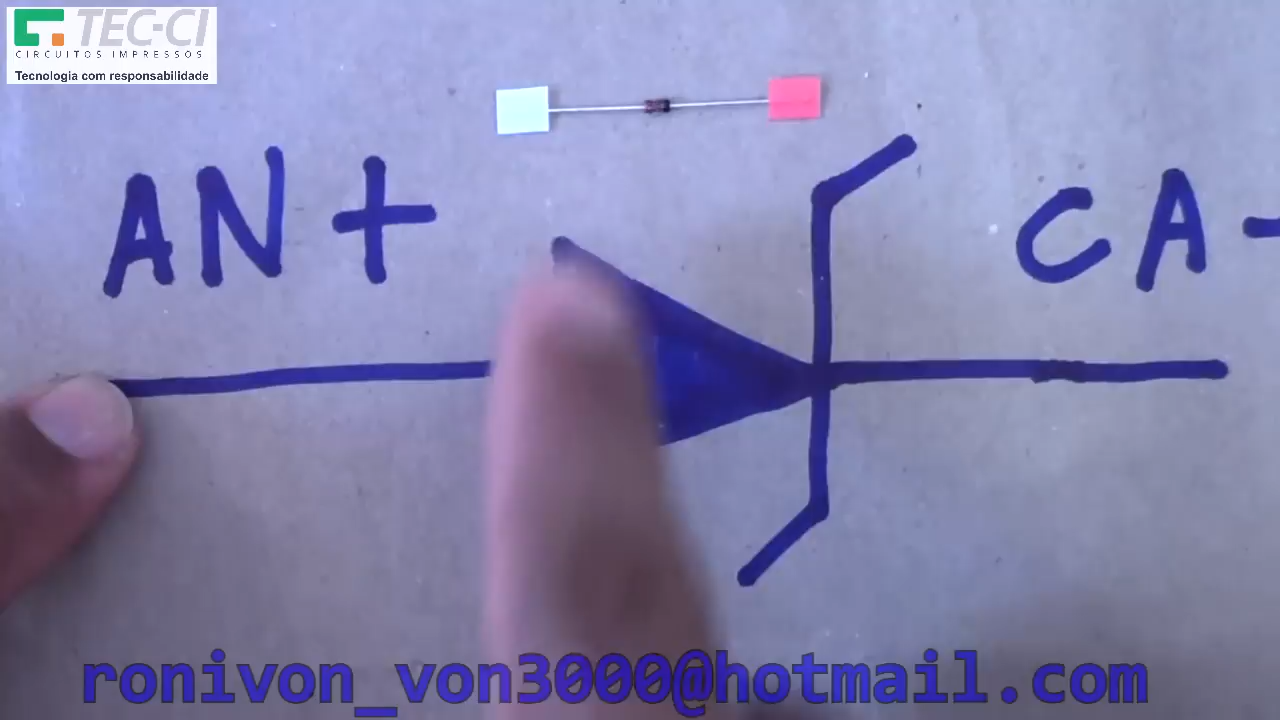 TEC-CI
CIRCUITOS IMPRESSOS
Tecnologia com responsabilidade
AN+
CA-
ronivon_von3000@hotmail.com